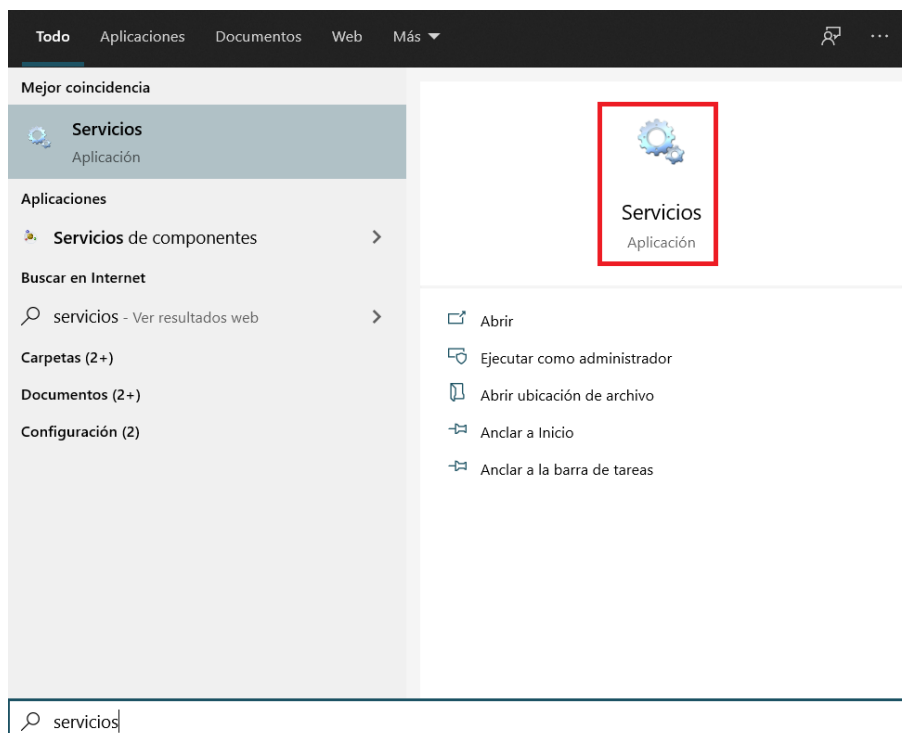 Todo Aplicaciones Documentos Web Más
Mejor coincidencia
Servicios
Aplicación
Aplicaciones
Servicios de componentes
Buscar en Internet
servicios - Ver resultados web
Carpetas (2+)
Documentos (2+)
Configuración (2)
Servicios
Aplicación
Abrir
Ejecutar como administrador
Abrir ubicación de archivo
Anclar a Inicio
Anclar a la barra de tareas
servicios